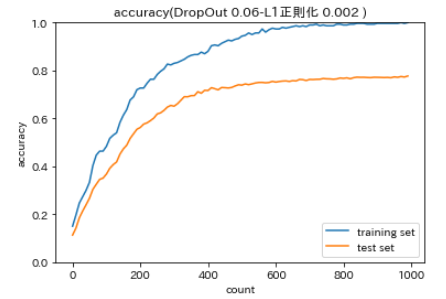 accuracy(DropOut 0.06-L1正則化 0.002 )
1.0
0.8
0.6
0.4
0.2
0.0
accuracy
0 200 400 600 800 1000
count
training set
test set